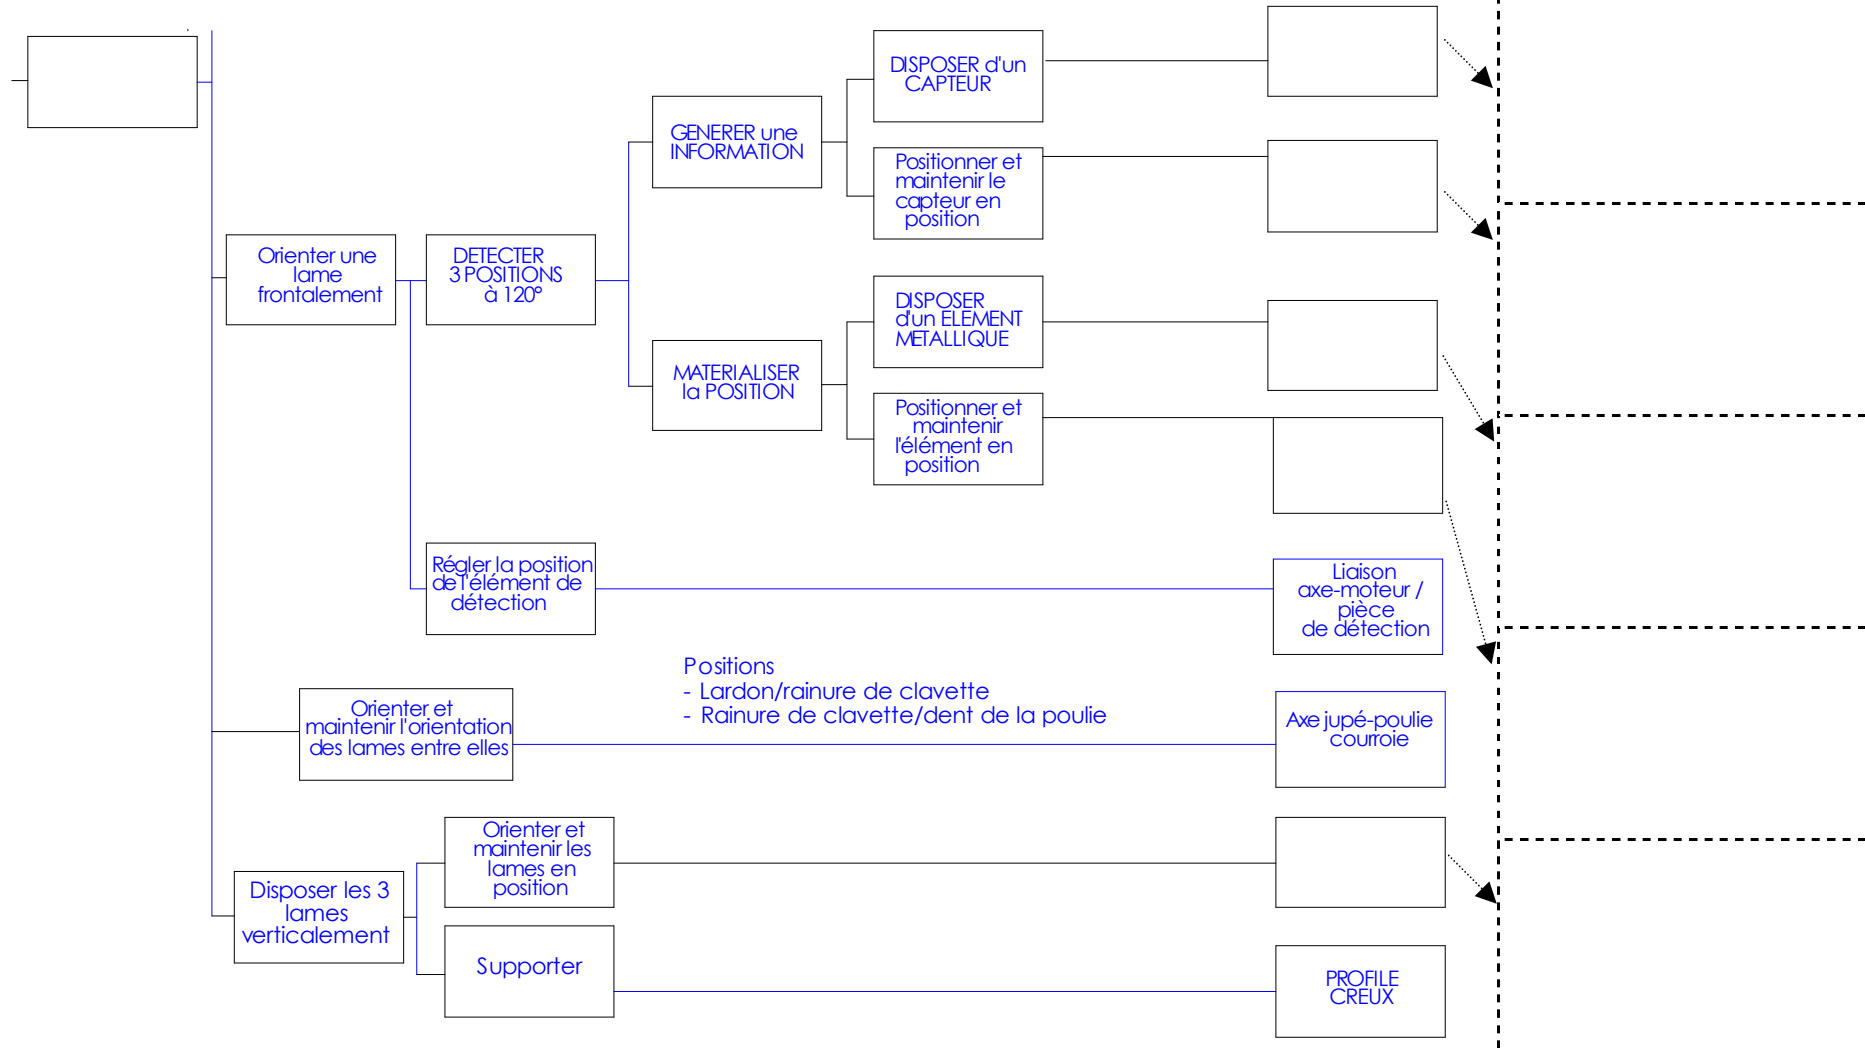 DISPOSER d'un
CAPTEUR
GENERER une
INFORMATION
Positionner et
maintenir le
capteur en
position
Orienter une
lame
frontalement
DETECTER
3 POSITIONS
à 120°
DISPOSER
d'un ELEMENT
METALLIQUE
MATERIALISER
la POSITION
Positionner et
maintenir
l'élément en
position
Régler la position
de l'élément de
détection
Liaison
axe-moteur /
pièce
de détection
Positions
- Lardon/rainure de clavette
- Rainure de clavette/dent de la poulie
Orienter et
maintenir l'orientation
des lames entre elles
Axe jupé-poulie
courroie
Orienter et
maintenir les
lames en
position
Disposer les 3
lames
verticalement
Supporter
PROFILE
CREUX